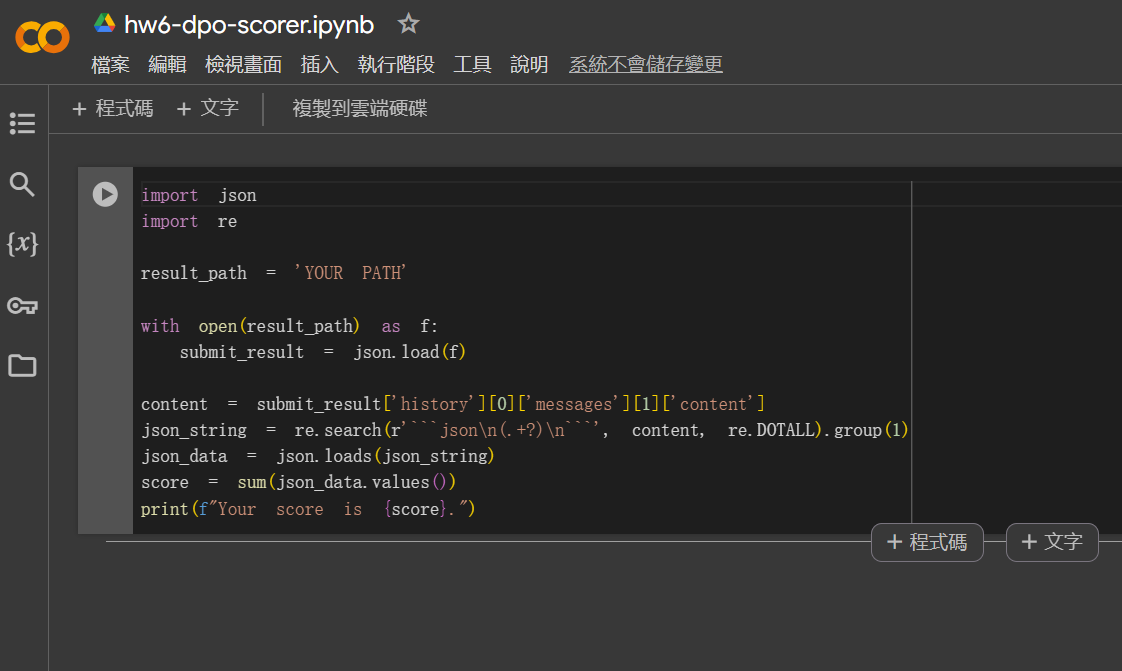 hw6-dpo-scorer.ipynb
檔案 編輯 檢視畫面 插入 執行階段 工具 說明 系統不會儲存變更
+ 程式碼 + 文字 複製到雲端硬碟
{x}
import json
import re
result_path = 'YOUR PATH'
with open(result_path) as f:
    submit_result = json.load(f)
content = submit_result['history'][0]['messages'][1]['content']
json_string = re.search(r'```json\n(.+?)\n```', content, re.DOTALL).group(1)
json_data = json.loads(json_string)
score = sum(json_data.values())
print(f"Your score is {score}.")
+ 程式碼 + 文字